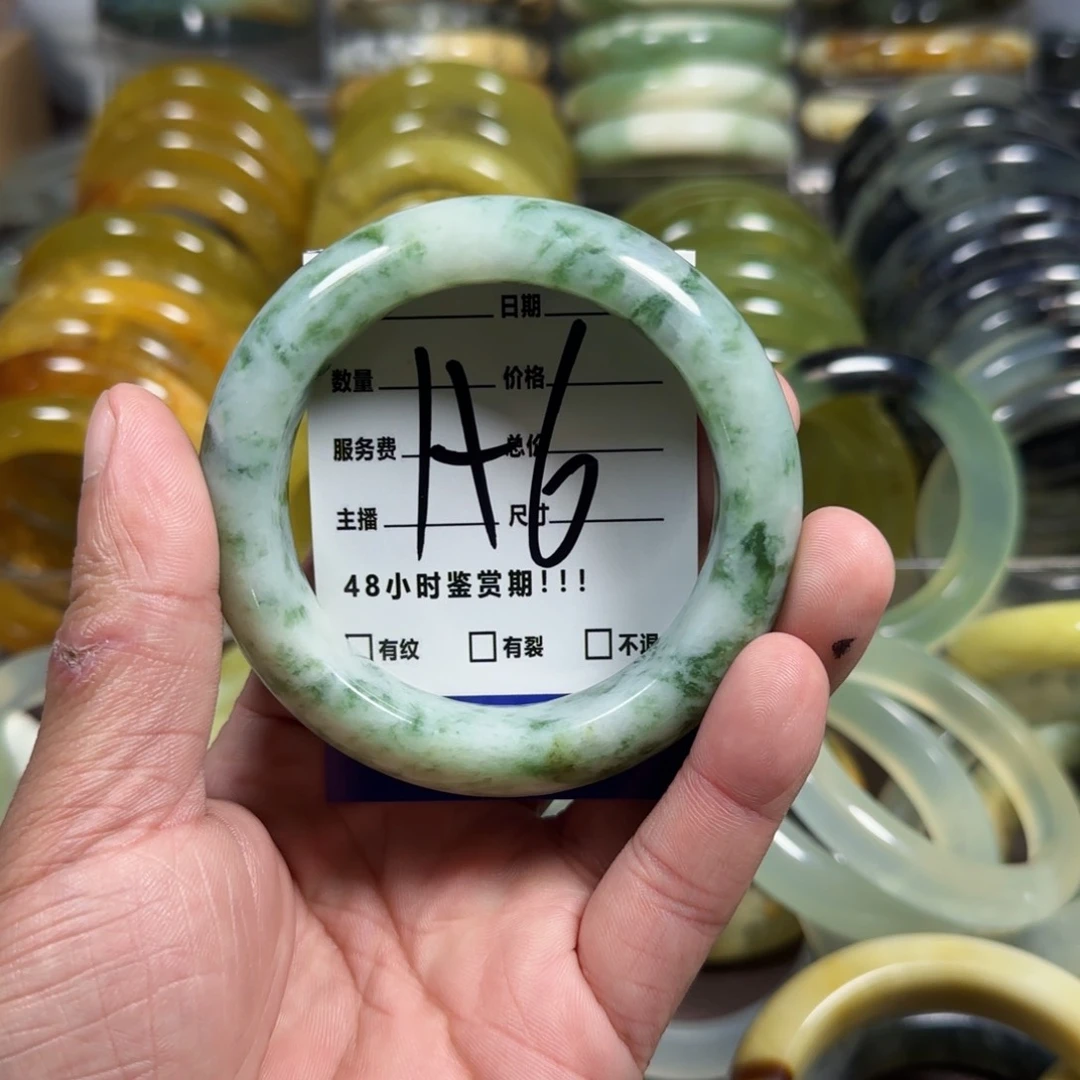 日期
数量 价格
服务费 总价
主播 尺寸
H6
48小时鉴赏期!!!
□有纹 □有裂 □不退